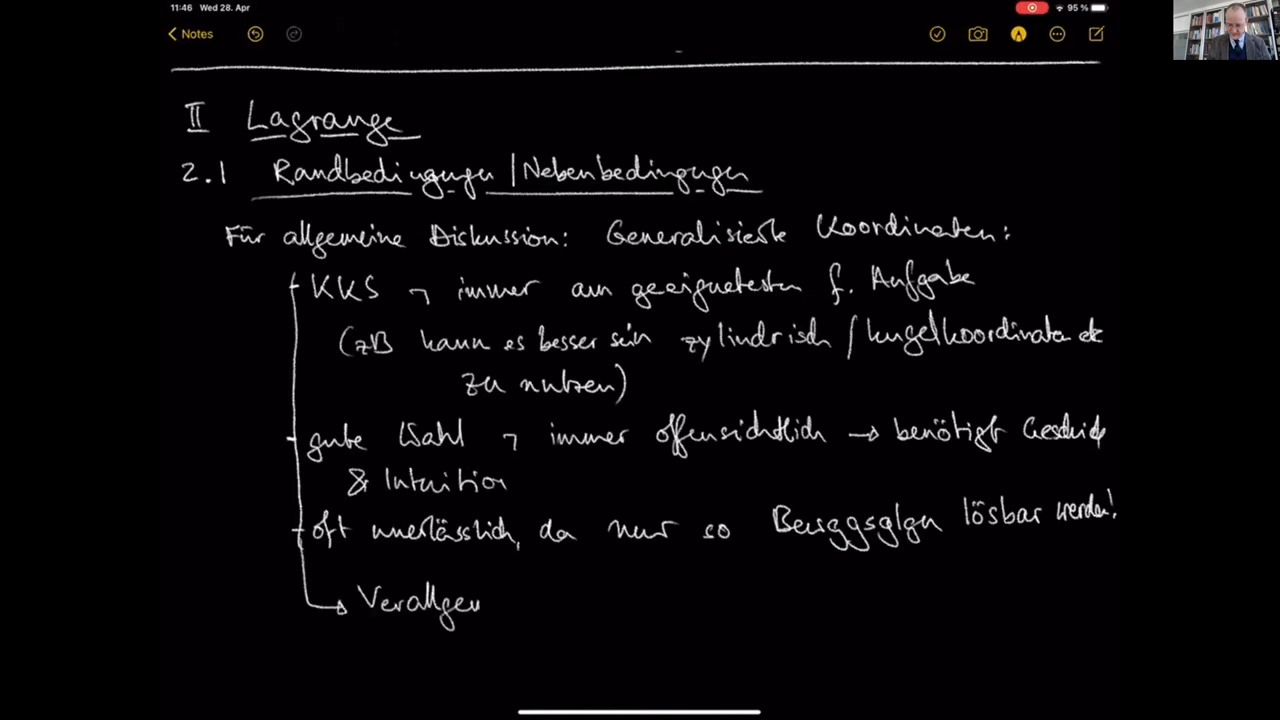 11:46 Wed 28. Apr
95 %
Notes
II Lagrange
2.1 Randbedingungen / Nebenbedingungen
Für allgemeine Diskussion: Generalisierte Koordinaten:
KKS ¬ immer am geeignetesten f. Aufgabe
(zB kann es besser sein zylindrisch / kugelkoordinaten etc
zu nutzen)
gute Wahl ¬ immer offensichtlich → benötigt Geschick
& Intuition
oft unerlässlich, da nur so Bewggsglgn lösbar werden!
→ Verallgem